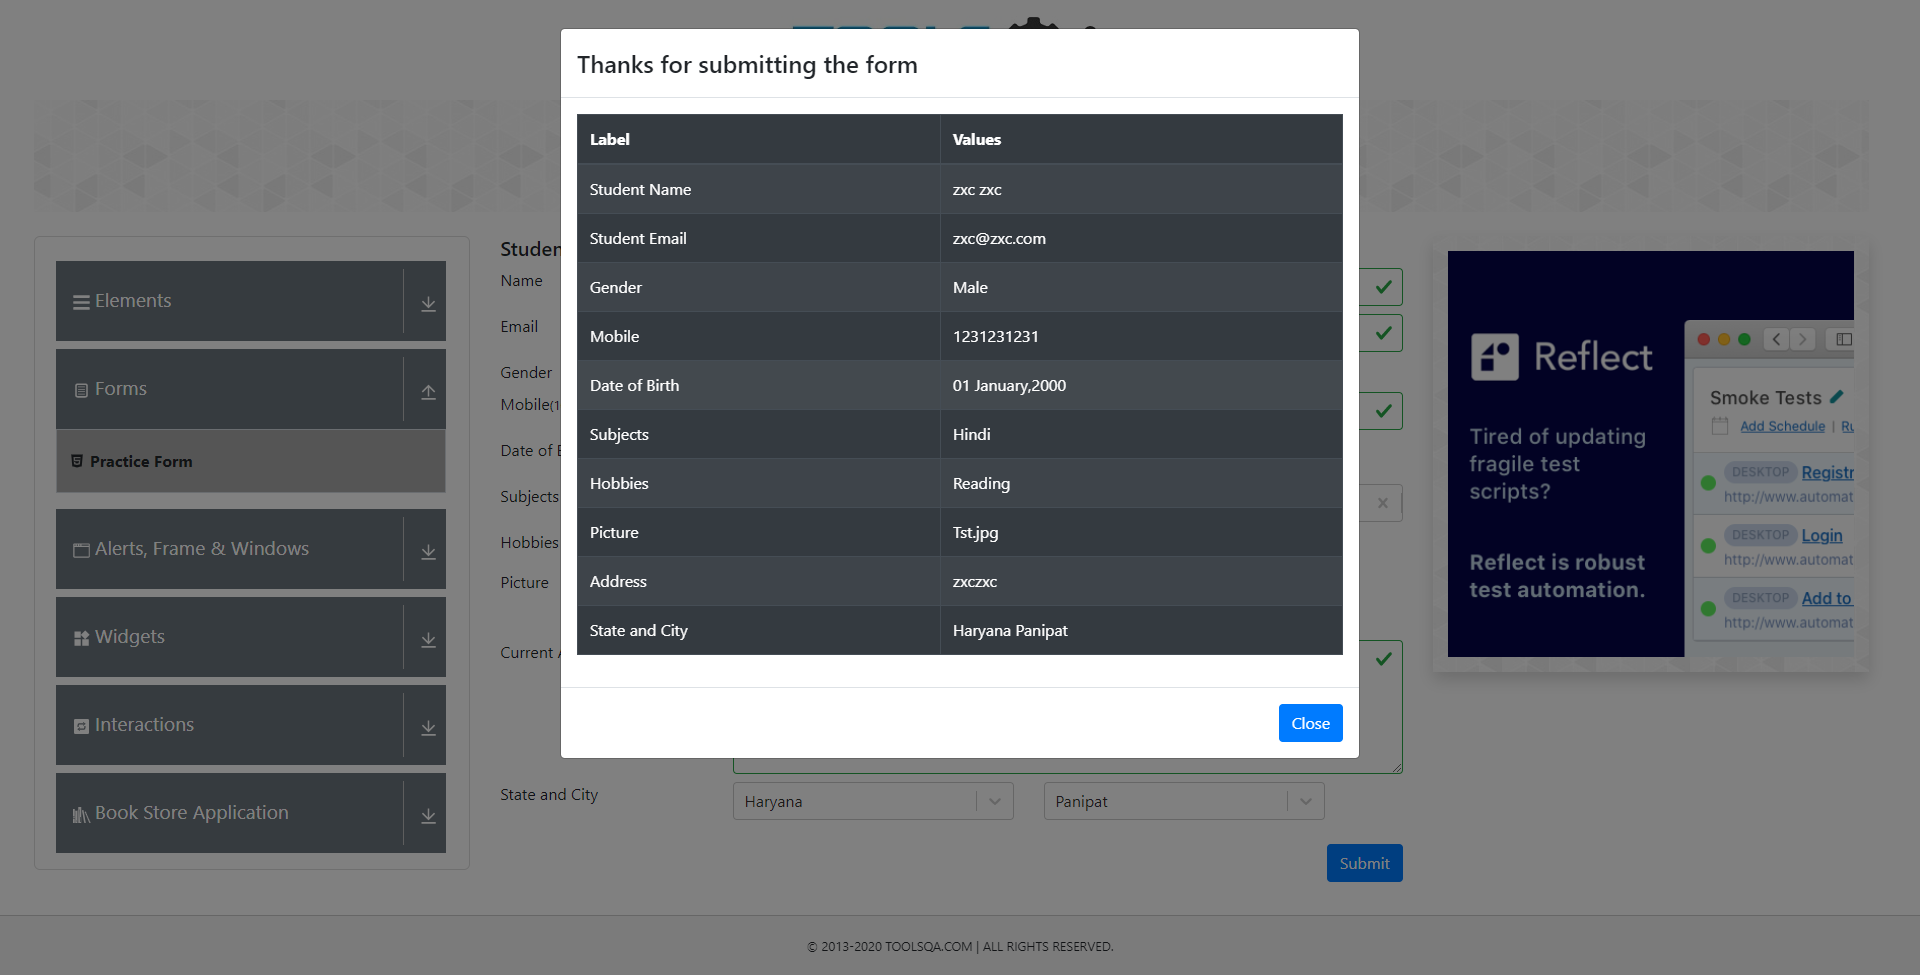 Thanks for submitting the form
Label Values
Student Name zxc zxc
Student Email zxc@zxc.com
Gender Male
Mobile 1231231231
Date of Birth 01 January,2000
Subjects Hindi
Hobbies Reading
Picture Tst.jpg
Address zxczxc
State and City Haryana Panipat
Close
Elements
Forms
Practice Form
Alerts, Frame & Windows
Widgets
Interactions
Book Store Application
Studen
Name
Email
Gender
Mobile(1
Date of B
Subjects
Hobbies
Picture
Current A
State and City Haryana Panipat
Submit
Reflect
Tired of updating
fragile test
scripts?
Reflect is robust
test automation.
Smoke Tests
Add Schedule | Ru
DESKTOP Registr
http://www.automat
DESKTOP Login
http://www.automat
DESKTOP Add to
http://www.automat
© 2013-2020 TOOLSQA.COM | ALL RIGHTS RESERVED.